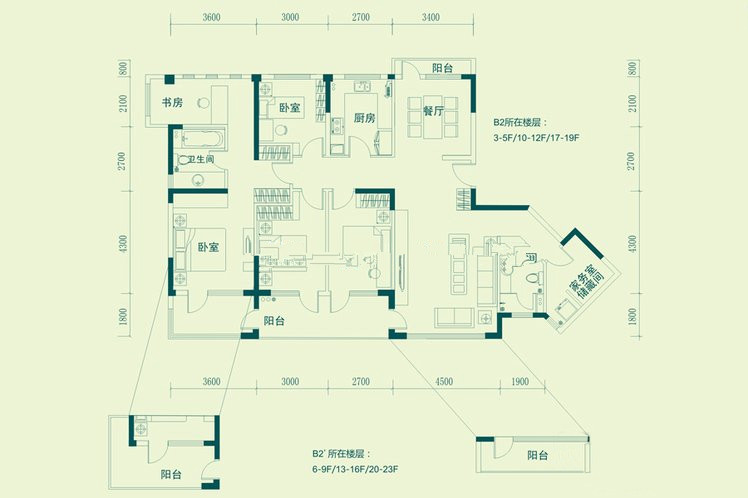 3600 3000 2700 3400
800 阳台 800
2100 书房 卧室 厨房 餐厅 2100
B2所在楼层：
3-5F/10-12F/17-19F
2700 卫生间 2700
4300 卧室 4300
家务室
储藏间
1800 阳台 1800
3600 3000 2700 4500 1900
B2`所在楼层：
6-9F/13-16F/20-23F
阳台
阳台